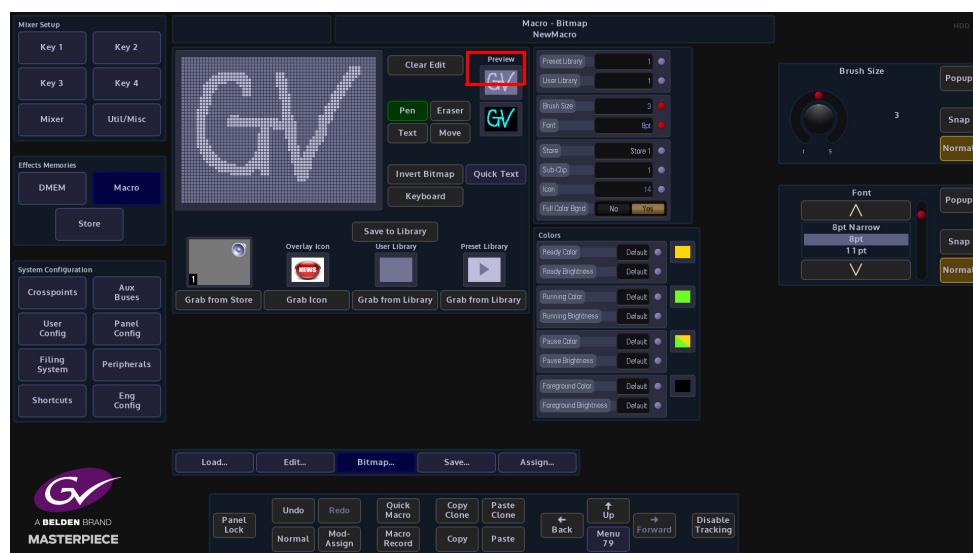 Mixer Setup
Key 1
Key 2
Key 3
Key 4
Mixer
Util/Misc
Effects Memories
DMEM
Macro
Store
System Configuration
Crosspoints
Aux
Buses
User
Config
Panel
Config
Filing
System
Peripherals
Shortcuts
Eng
Config
GV
A BELDEN BRAND
MASTERPIECE
Macro - Bitmap
NewMacro
HDD
GV
Clear Edit
Preview
GV
Pen
Eraser
GV
Text
Move
Invert Bitmap
Quick Text
Keyboard
Save to Library
1
Overlay Icon
NEWS
User Library
Preset Library
Grab from Store
Grab Icon
Grab from Library
Grab from Library
Preset Library 1
User Library 1
Brush Size 3
Font 8pt
Store Store 1
Sub-Clip 1
Icon 14
Full Color Bgnd No Yes
Colors
Ready Color Default
Ready Brightness Default
Running Color Default
Running Brightness Default
Pause Color Default
Pause Brightness Default
Foreground Color Default
Foreground Brightness Default
Brush Size
3
1 5
Popup
Snap
Normal
Font
8pt Narrow
8pt
11pt
Popup
Snap
Normal
Load...
Edit...
Bitmap...
Save...
Assign...
Panel
Lock
Undo
Redo
Normal
Mod-
Assign
Quick
Macro
Macro
Record
Copy
Clone
Paste
Clone
Copy
Paste
Back
Up
Menu
79
Forward
Disable
Tracking